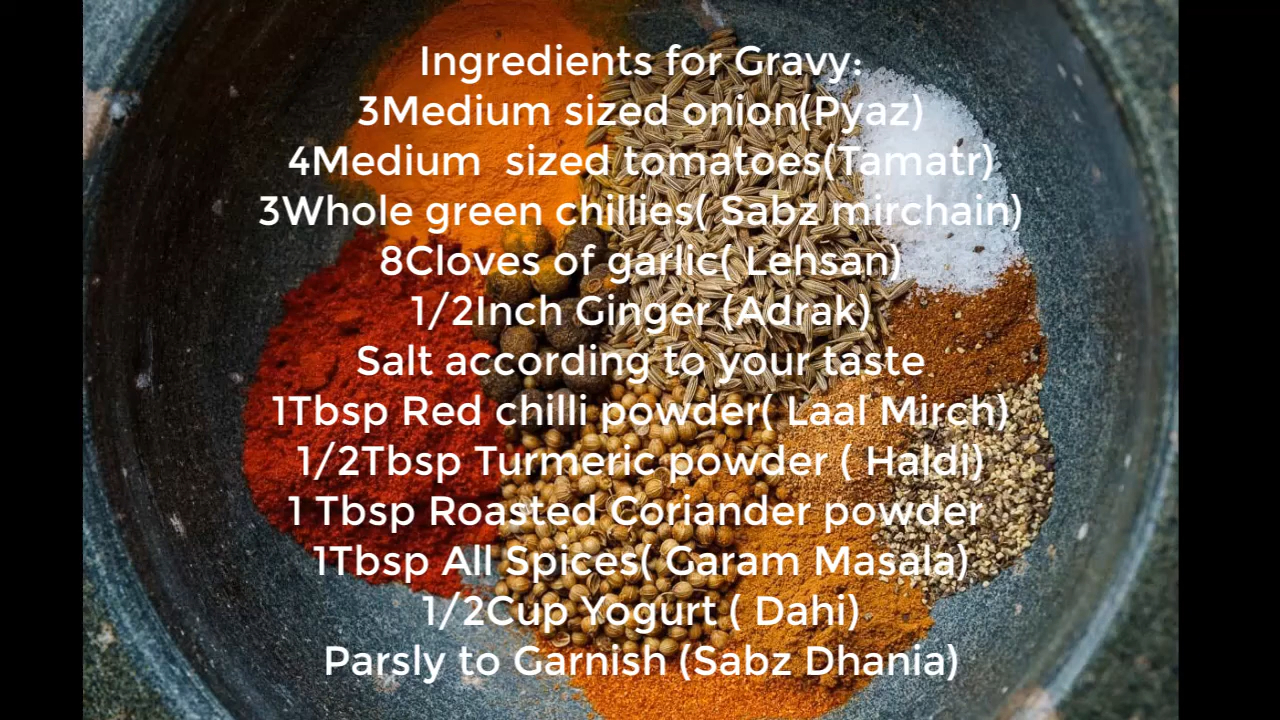 Ingredients for Gravy:
3Medium sized onion(Pyaz)
4Medium  sized tomatoes(Tamatr)
3Whole green chillies( Sabz mirchain)
8Cloves of garlic( Lehsan)
1/2Inch Ginger (Adrak)
Salt according to your taste
1Tbsp Red chilli powder( Laal Mirch)
1/2Tbsp Turmeric powder ( Haldi)
1 Tbsp Roasted Coriander powder
1Tbsp All Spices( Garam Masala)
1/2Cup Yogurt ( Dahi)
Parsly to Garnish (Sabz Dhania)